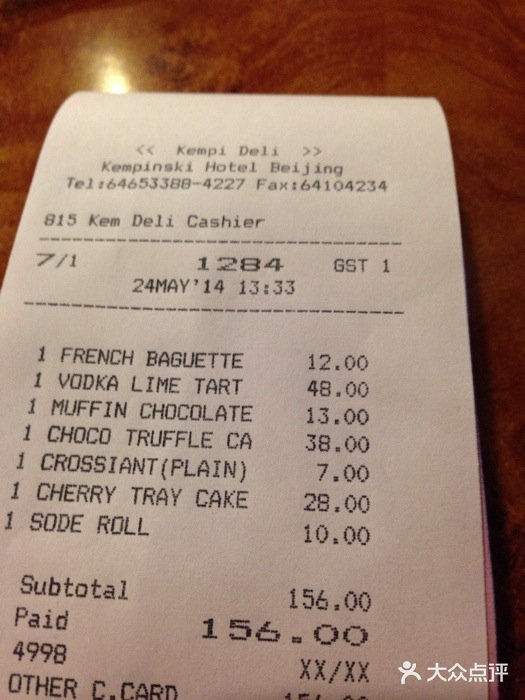 << Kempi Deli >>
Kempinski Hotel Beijing
Tel:64653388-4227 Fax:64104234
815 Kem Deli Cashier
7/1 1284 GST 1
24MAY'14 13:33
1 FRENCH BAGUETTE 12.00
1 VODKA LIME TART 48.00
1 MUFFIN CHOCOLATE 13.00
1 CHOCO TRUFFLE CA 38.00
1 CROSSIANT(PLAIN) 7.00
1 CHERRY TRAY CAKE 28.00
1 SODE ROLL 10.00
Subtotal 156.00
Paid 156.00
4998 XX/XX
OTHER C.CARD 156.00
大众点评